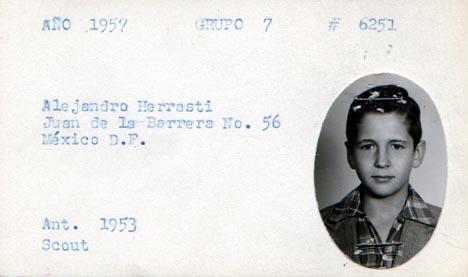 AÑO 1957 GRUPO 7 # 6251
Alejandro Herrasti
Juan de la Barrera No. 56
México D.F.
Ant. 1953
Scout